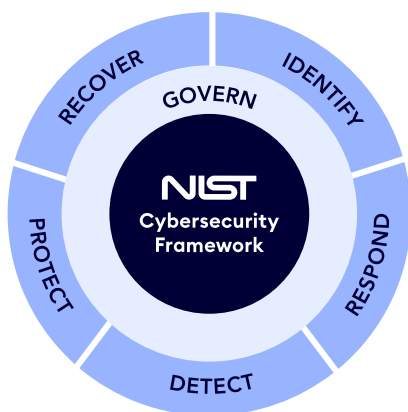 RECOVER
IDENTIFY
GOVERN
NIST
Cybersecurity
Framework
PROTECT
RESPOND
DETECT